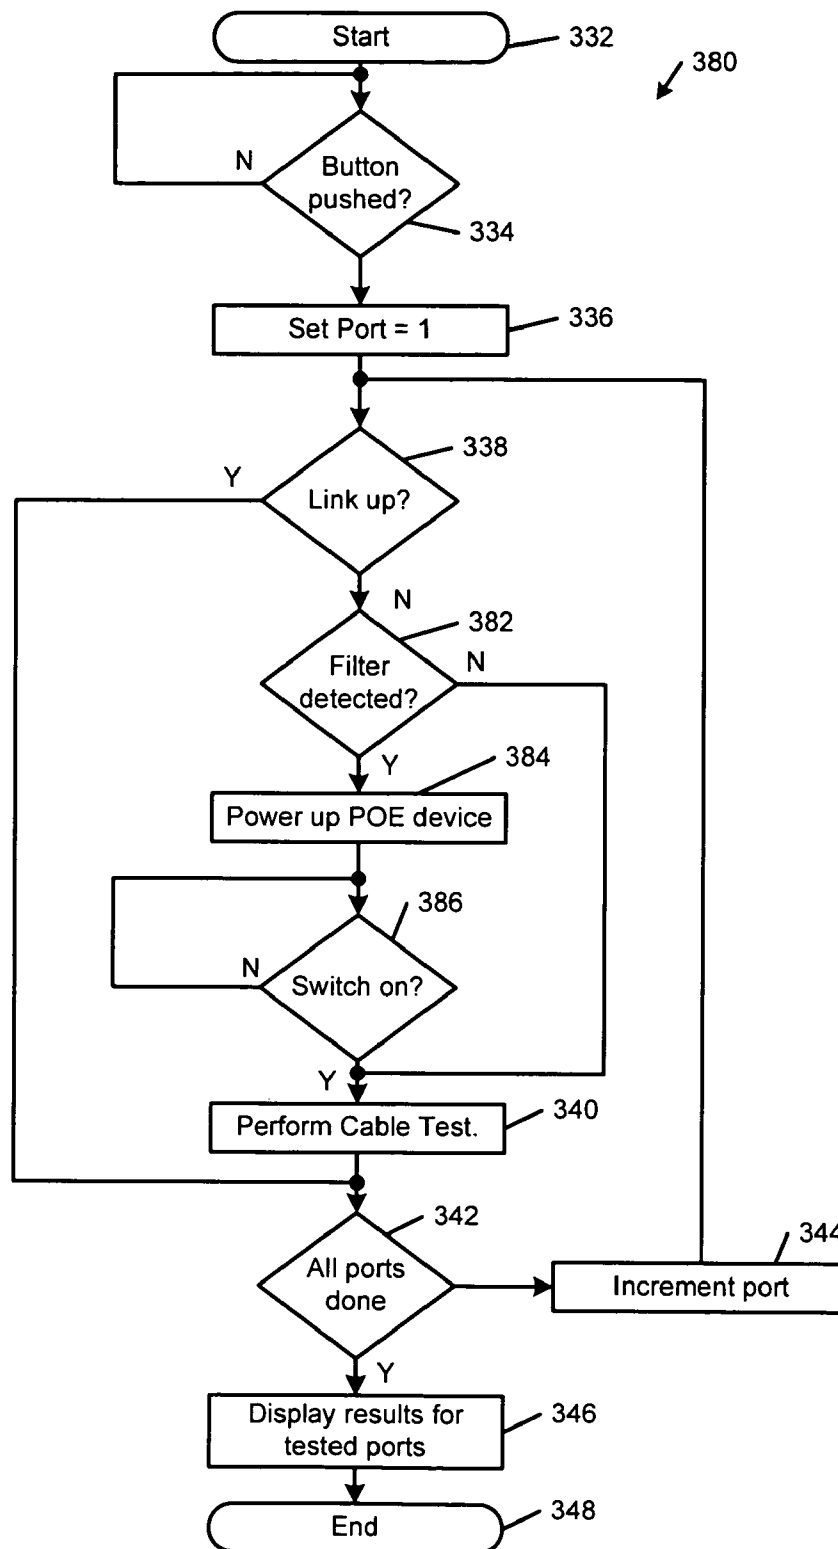 Start
332
380
N
Button
pushed?
334
Set Port = 1
336
338
Y
Link up?
N
382
Filter
detected?
N
Y
384
Power up POE device
386
N
Switch on?
Y
Perform Cable Test.
340
342
All ports
done
344
Increment port
Y
Display results for
tested ports
346
End
348